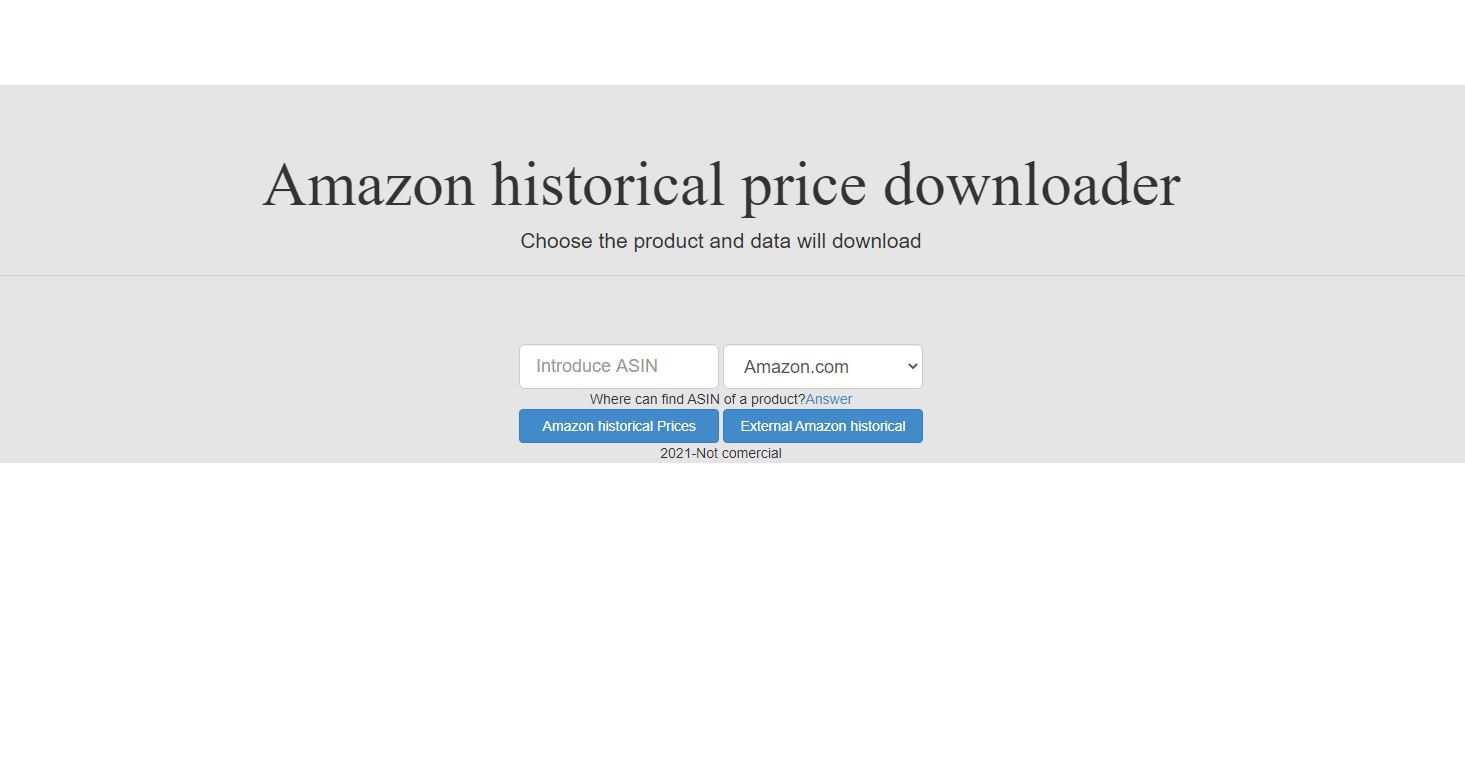 Amazon historical price downloader
Choose the product and data will download
Introduce ASIN Amazon.com
Where can find ASIN of a product?Answer
Amazon historical Prices External Amazon historical
2021-Not comercial